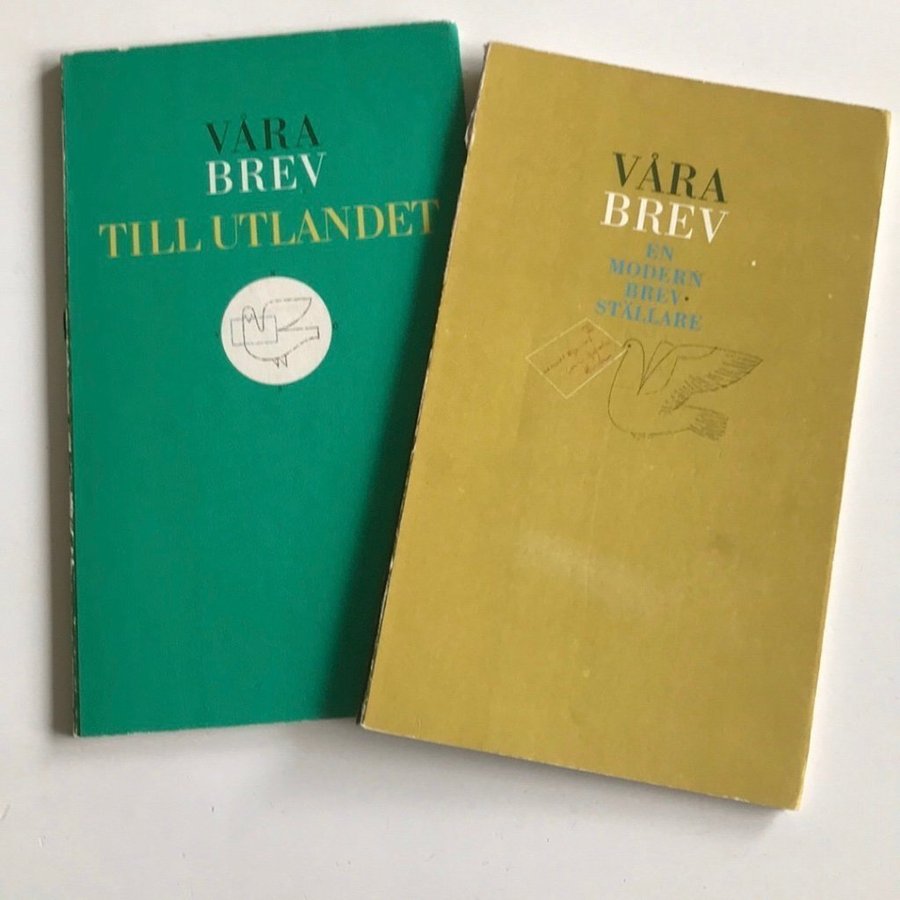 VÅRA
BREV
TILL UTLANDET
VÅRA
BREV
EN
MODERN
BREV-
STÄLLARE